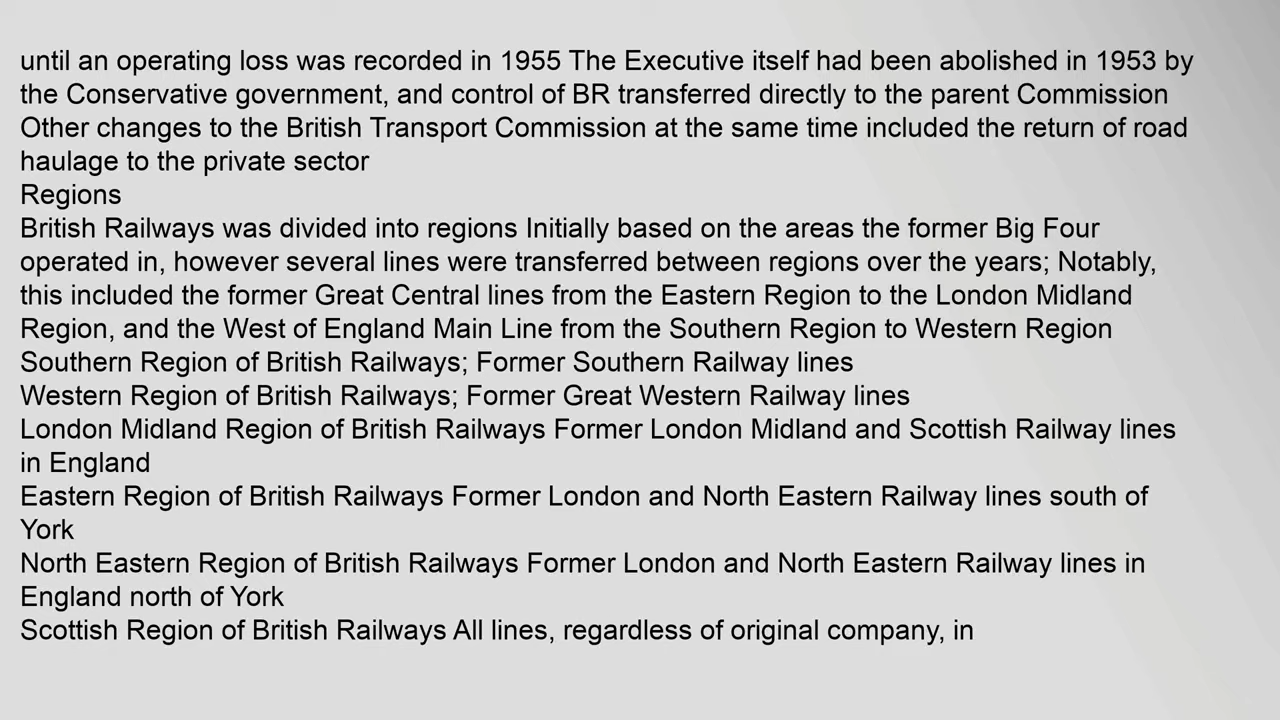 until an operating loss was recorded in 1955 The Executive itself had been abolished in 1953 by
the Conservative government, and control of BR transferred directly to the parent Commission
Other changes to the British Transport Commission at the same time included the return of road
haulage to the private sector
Regions
British Railways was divided into regions Initially based on the areas the former Big Four
operated in, however several lines were transferred between regions over the years; Notably,
this included the former Great Central lines from the Eastern Region to the London Midland
Region, and the West of England Main Line from the Southern Region to Western Region
Southern Region of British Railways; Former Southern Railway lines
Western Region of British Railways; Former Great Western Railway lines
London Midland Region of British Railways Former London Midland and Scottish Railway lines
in England
Eastern Region of British Railways Former London and North Eastern Railway lines south of
York
North Eastern Region of British Railways Former London and North Eastern Railway lines in
England north of York
Scottish Region of British Railways All lines, regardless of original company, in